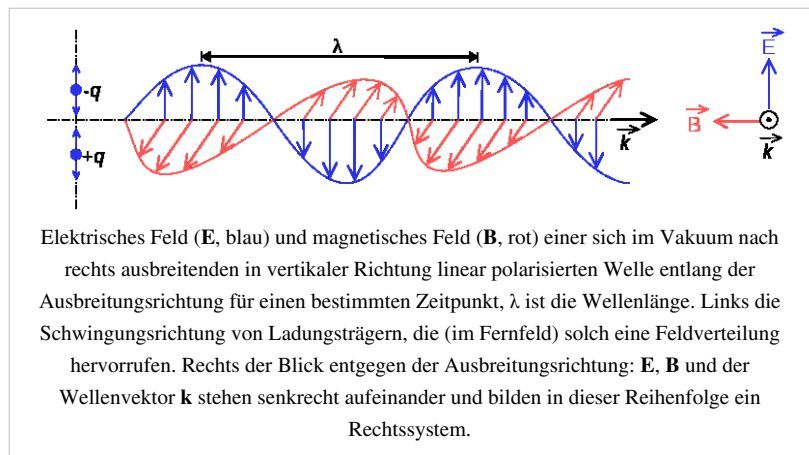 λ
-q
+q
k
E
B
k
Elektrisches Feld (E, blau) und magnetisches Feld (B, rot) einer sich im Vakuum nach
rechts ausbreitenden in vertikaler Richtung linear polarisierten Welle entlang der
Ausbreitungsrichtung für einen bestimmten Zeitpunkt, λ ist die Wellenlänge. Links die
Schwingungsrichtung von Ladungsträgern, die (im Fernfeld) solch eine Feldverteilung
hervorrufen. Rechts der Blick entgegen der Ausbreitungsrichtung: E, B und der
Wellenvektor k stehen senkrecht aufeinander und bilden in dieser Reihenfolge ein
Rechtssystem.